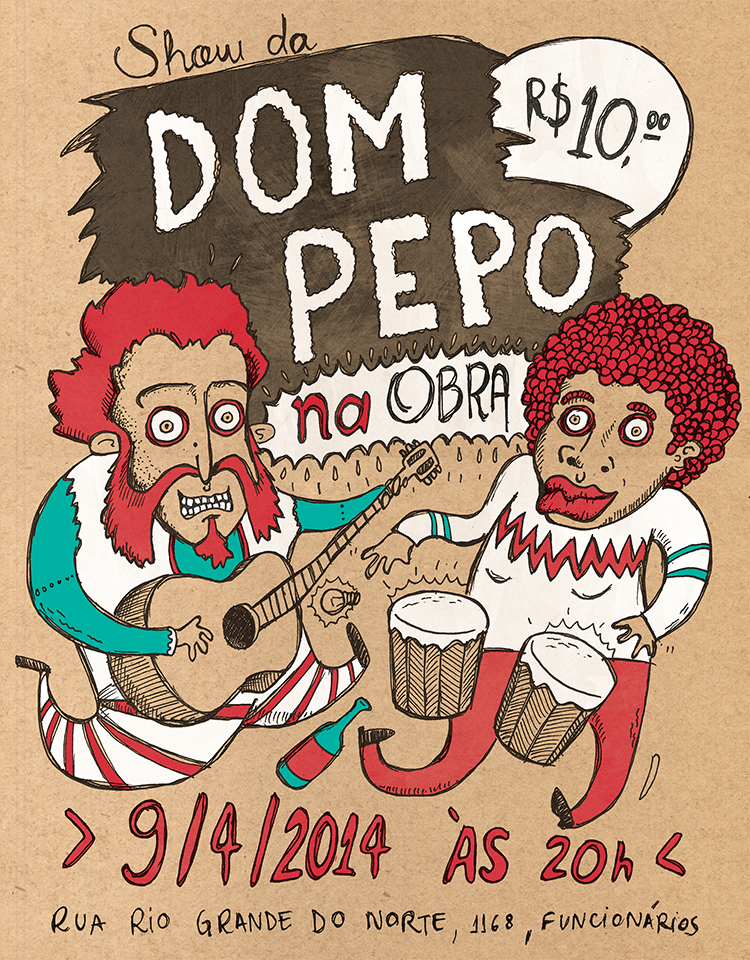 Show da
DOM
PEPO
R$ 10,00
na OBRA
> 9/4/2014 ÀS 20h <
RUA RIO GRANDE DO NORTE, 1168, FUNCIONÁRIOS